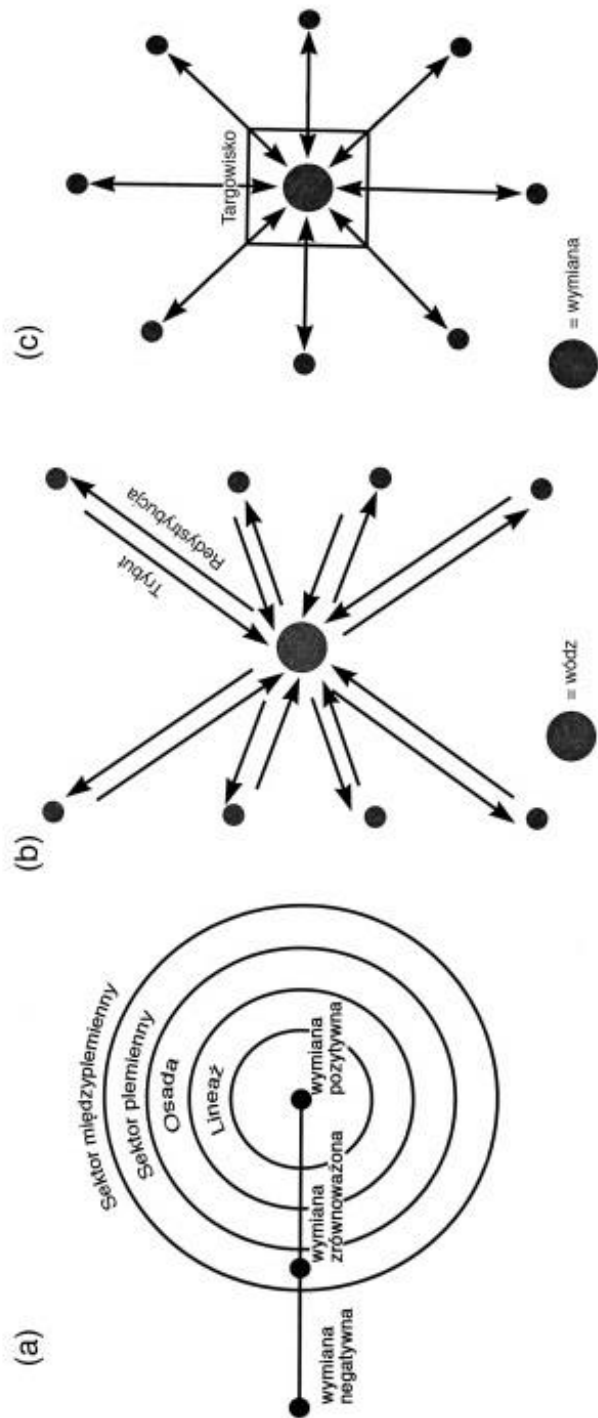 (a)
Sektor międzyplemienny
Sektor plemienny
Osada
Lineaż
wymiana
pozytywna
wymiana
zrównoważona
wymiana
negatywna
(b)
Trybut
Redystrybucja
= wódz
(c)
Targowisko
= wymiana